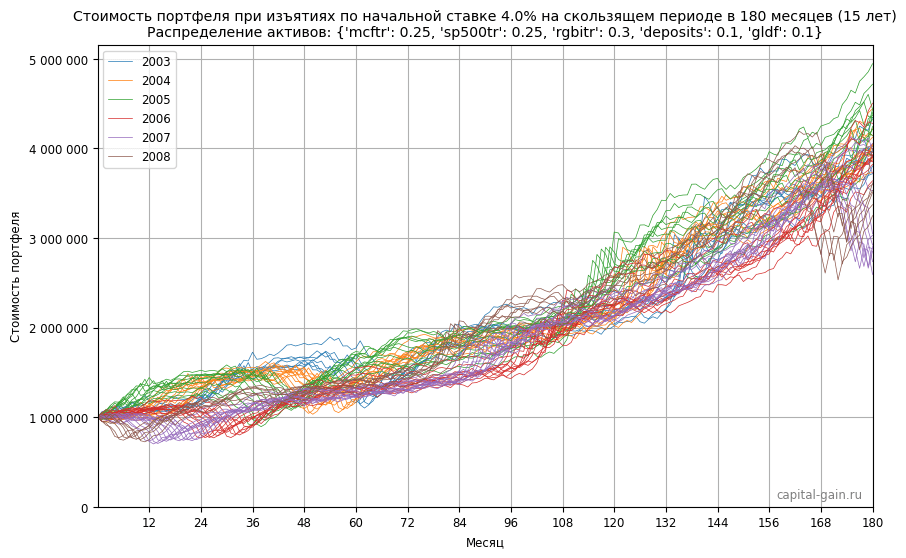 Стоимость портфеля при изъятиях по начальной ставке 4.0% на скользящем периоде в 180 месяцев (15 лет)
Распределение активов: {'mcftr': 0.25, 'sp500tr': 0.25, 'rgbitr': 0.3, 'deposits': 0.1, 'gldf': 0.1}
5 000 000
4 000 000
3 000 000
2 000 000
1 000 000
0
Стоимость портфеля
2003
2004
2005
2006
2007
2008
capital-gain.ru
12 24 36 48 60 72 84 96 108 120 132 144 156 168 180
Месяц